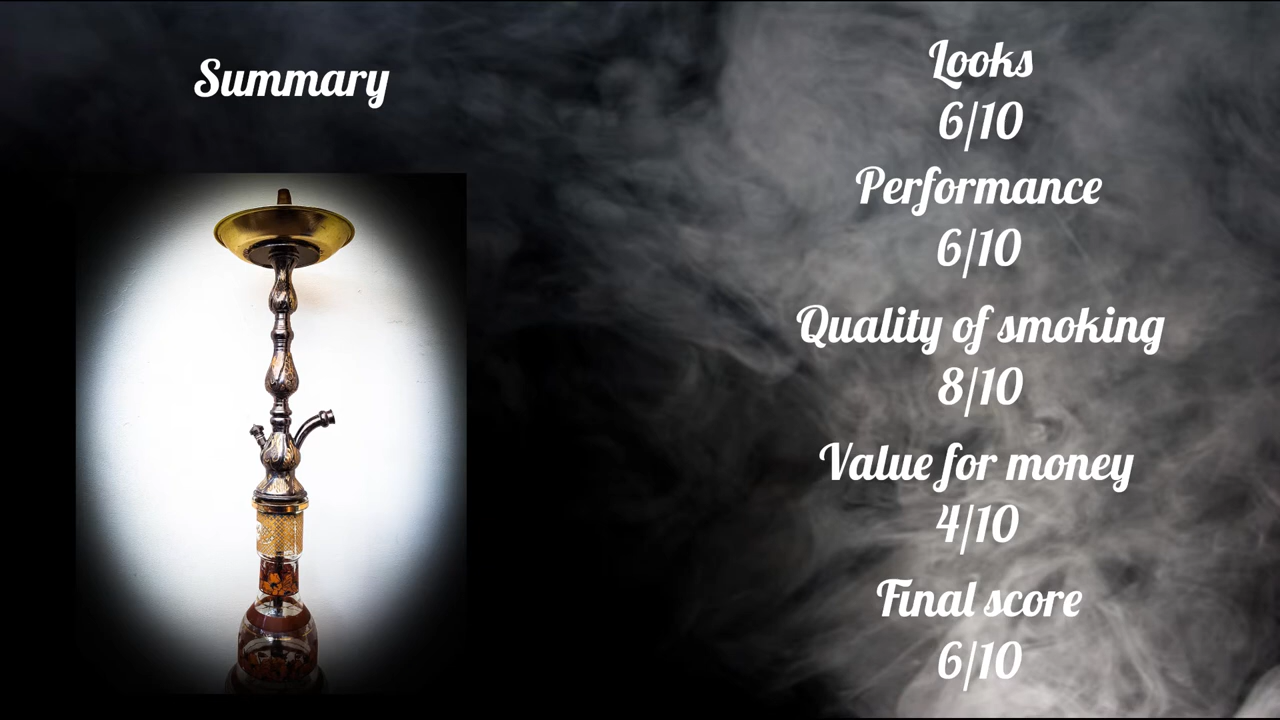 Summary
Looks
6/10
Performance
6/10
Quality of smoking
8/10
Value for money
4/10
Final score
6/10